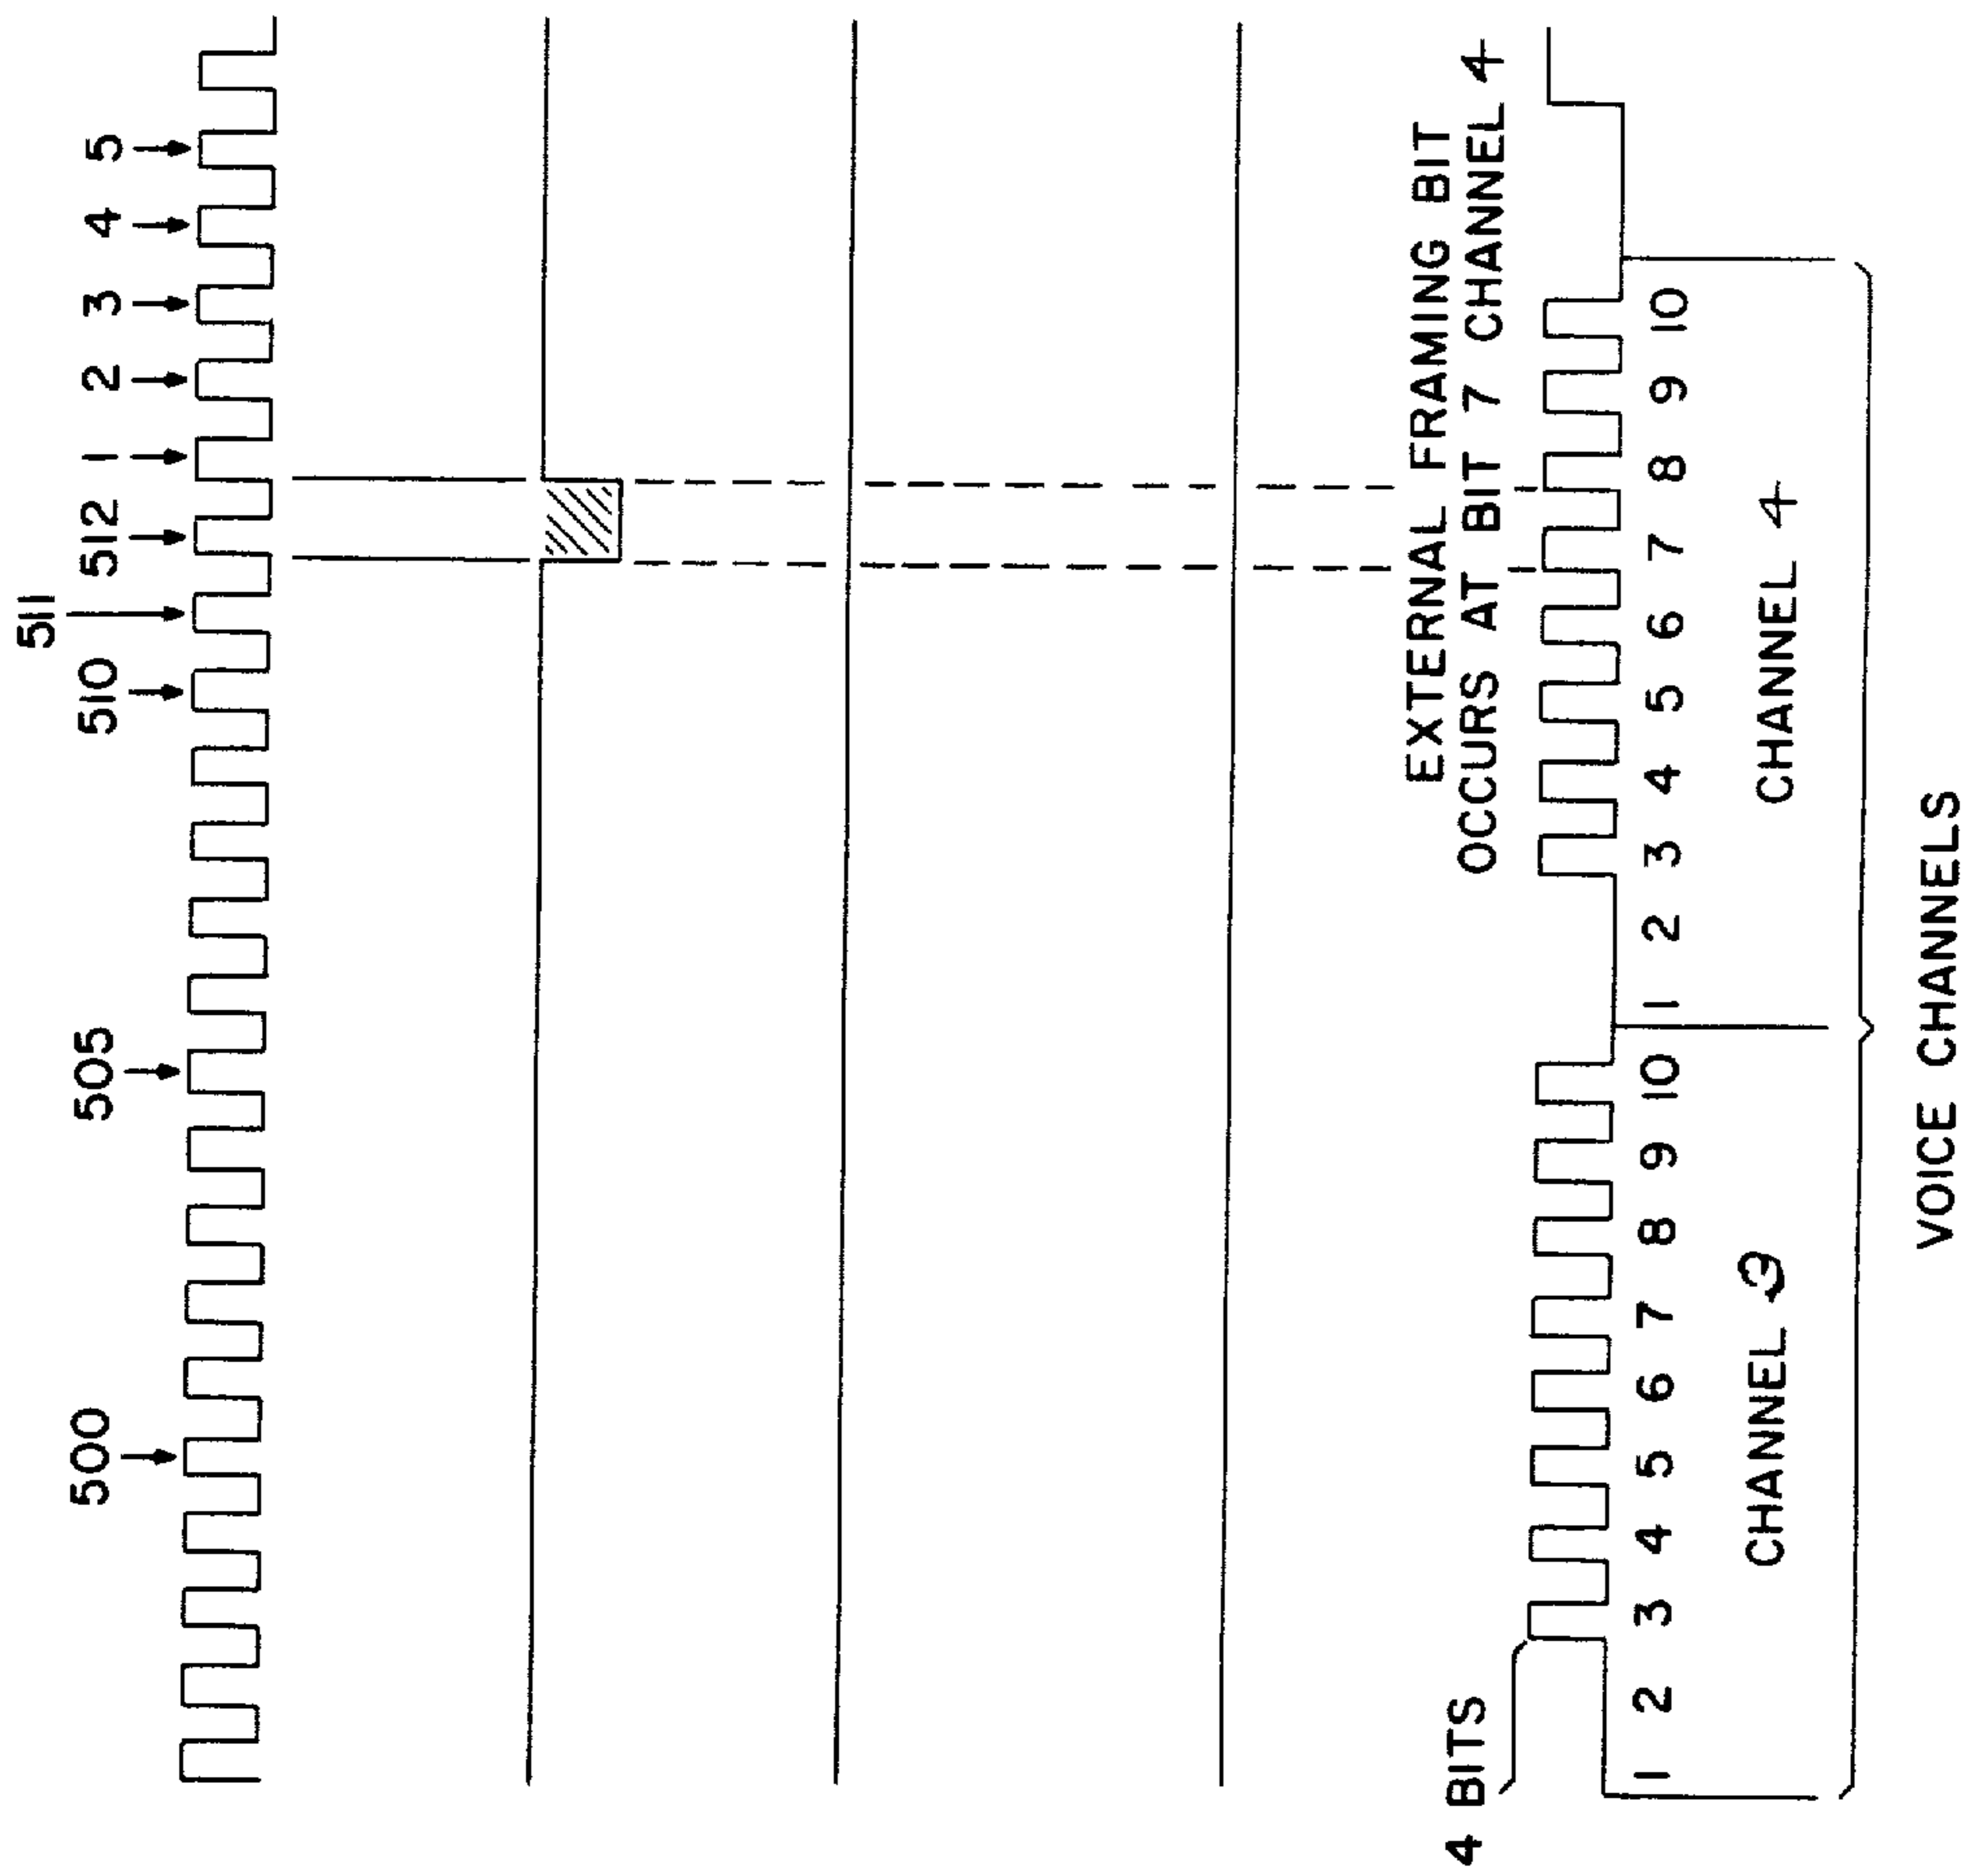 500
505
510
511
512
1
2
3
4
5
EXTERNAL FRAMING BIT
OCCURS AT BIT 7 CHANNEL 4
4 BITS
1 2 3 4 5 6 7 8 9 10 1 2 3 4 5 6 7 8 9 10
CHANNEL 3 CHANNEL 4
VOICE CHANNELS